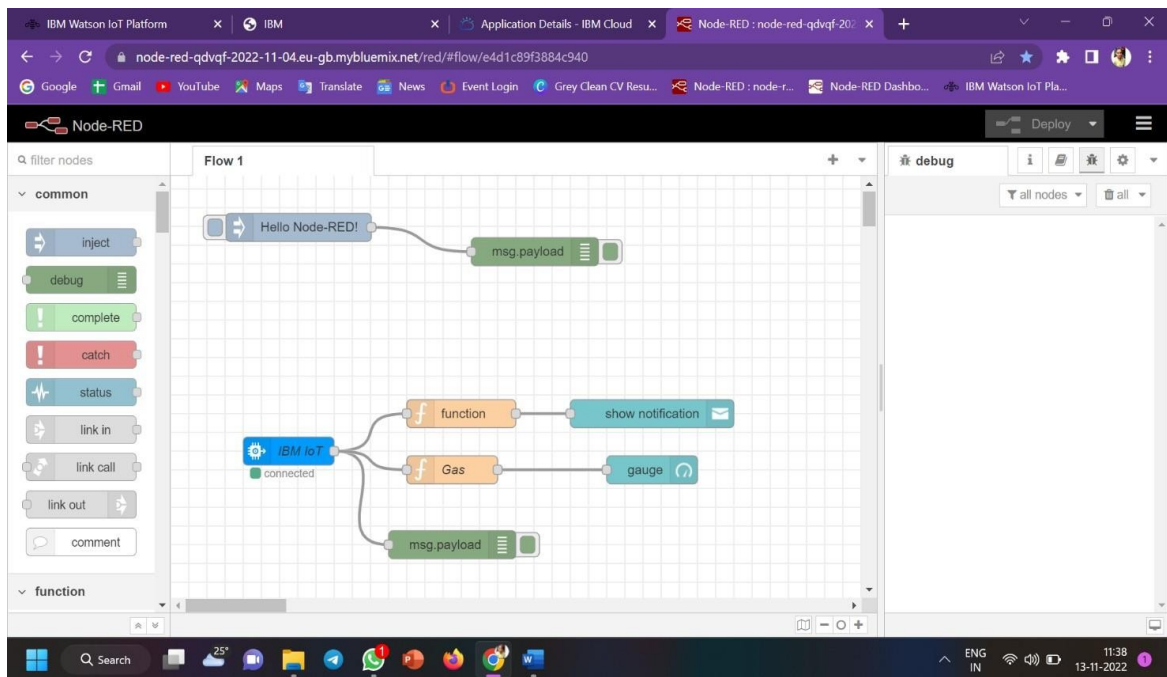 IBM Watson IoT Platform
IBM
Application Details - IBM Cloud
Node-RED : node-red-qdvqf-202
node-red-qdvqf-2022-11-04.eu-gb.mybluemix.net/red/#flow/e4d1c89f3884c940
Google Gmail YouTube Maps Translate News Event Login Grey Clean CV Resu... Node-RED : node-r... Node-RED Dashbo... IBM Watson IoT Pla...
Node-RED
Deploy
filter nodes
Flow 1
debug
all nodes
all
common
inject
debug
complete
catch
status
link in
link call
link out
comment
function
Hello Node-RED!
msg.payload
function
show notification
IBM IoT
connected
Gas
gauge
msg.payload
25°
Search
1
ENG
IN
11:38
13-11-2022
1